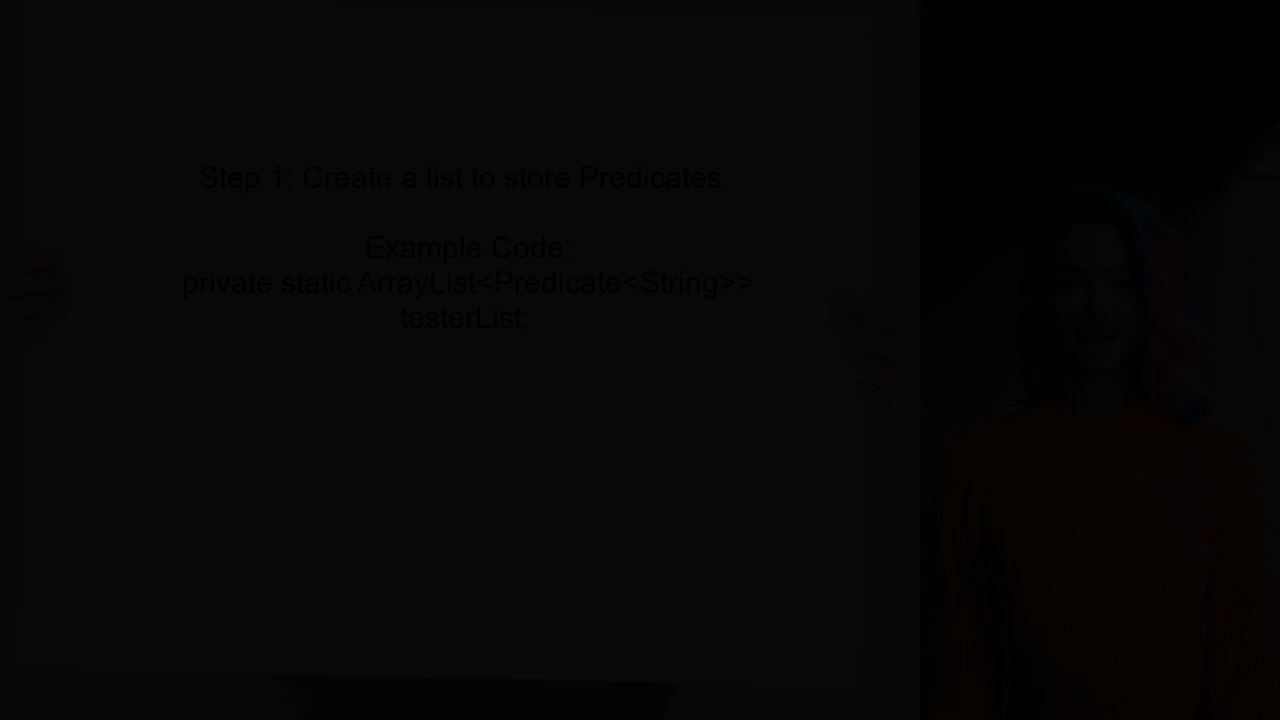 Step 1: Create a list to store Predicates.
Example Code:
private static ArrayList<Predicate<String>>
testerList;